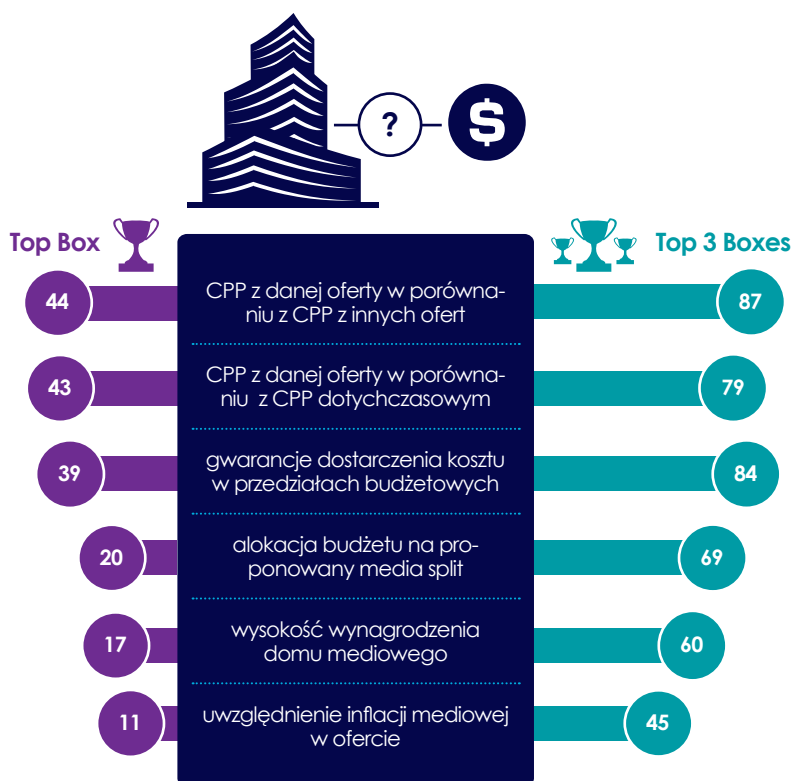 ?
$
Top Box
Top 3 Boxes
44
CPP z danej oferty w porówna-
niu z CPP z innych ofert
87
43
CPP z danej oferty w porówna-
niu z CPP dotychczasowym
79
39
gwarancje dostarczenia kosztu
w przedziałach budżetowych
84
20
alokacja budżetu na pro-
ponowany media split
69
17
wysokość wynagrodzenia
domu mediowego
60
11
uwzględnienie inflacji mediowej
w ofercie
45